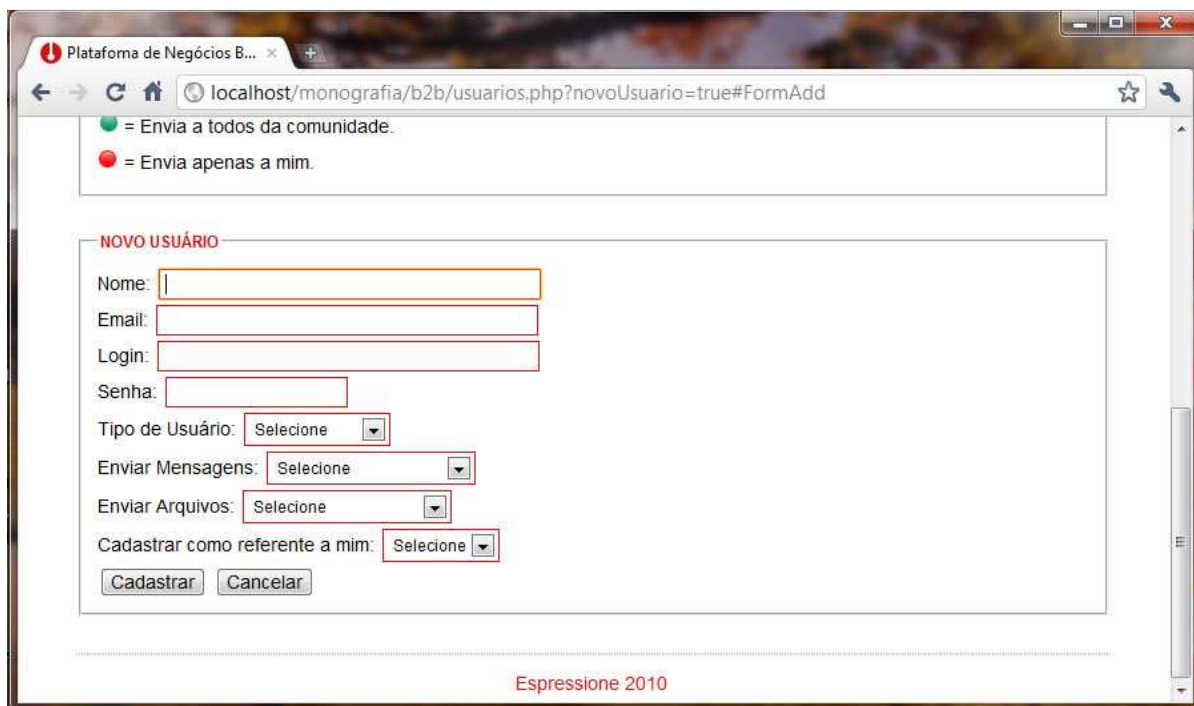 Platafoma de Negócios B...
localhost/monografia/b2b/usuarios.php?novoUsuario=true#FormAdd
= Envia a todos da comunidade.
= Envia apenas a mim.
NOVO USUÁRIO
Nome:
Email:
Login:
Senha:
Tipo de Usuário: Selecione
Enviar Mensagens: Selecione
Enviar Arquivos: Selecione
Cadastrar como referente a mim: Selecione
Cadastrar Cancelar
Espressione 2010